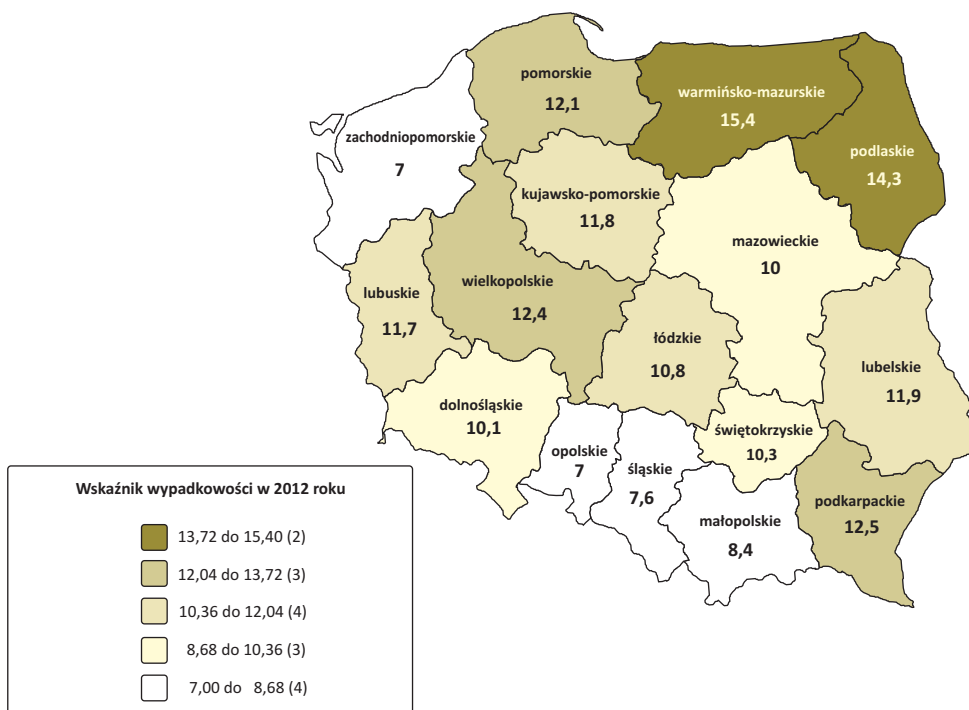 pomorskie
12,1
warmińsko-mazurskie
15,4
podlaskie
14,3
zachodniopomorskie
7
kujawsko-pomorskie
11,8
mazowieckie
10
wielkopolskie
12,4
lubuskie
11,7
łódzkie
10,8
lubelskie
11,9
dolnośląskie
10,1
świętokrzyskie
10,3
opolskie
7
śląskie
7,6
małopolskie
8,4
podkarpackie
12,5
Wskaźnik wypadkowości w 2012 roku
13,72 do 15,40 (2)
12,04 do 13,72 (3)
10,36 do 12,04 (4)
8,68 do 10,36 (3)
7,00 do 8,68 (4)